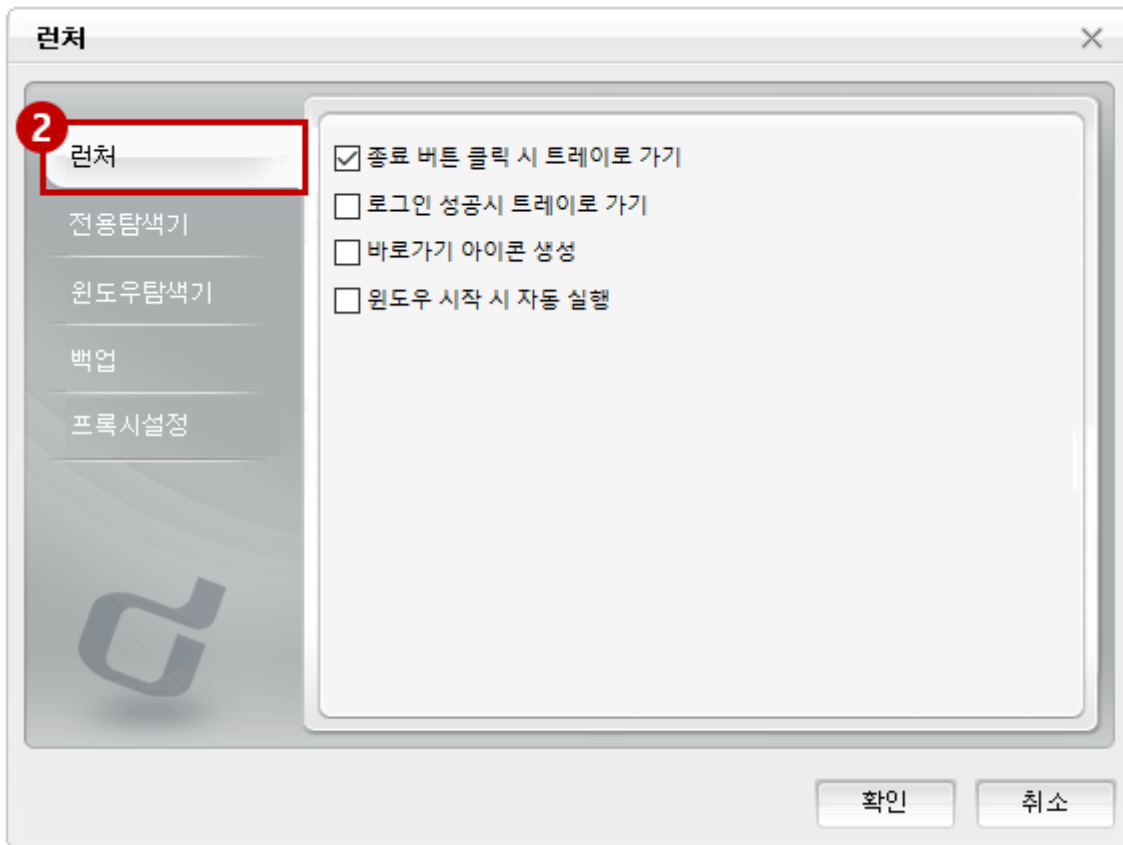 런처
2
런처
전용탐색기
윈도우탐색기
백업
프록시설정
종료 버튼 클릭 시 트레이로 가기
로그인 성공시 트레이로 가기
바로가기 아이콘 생성
윈도우 시작 시 자동 실행
확인
취소